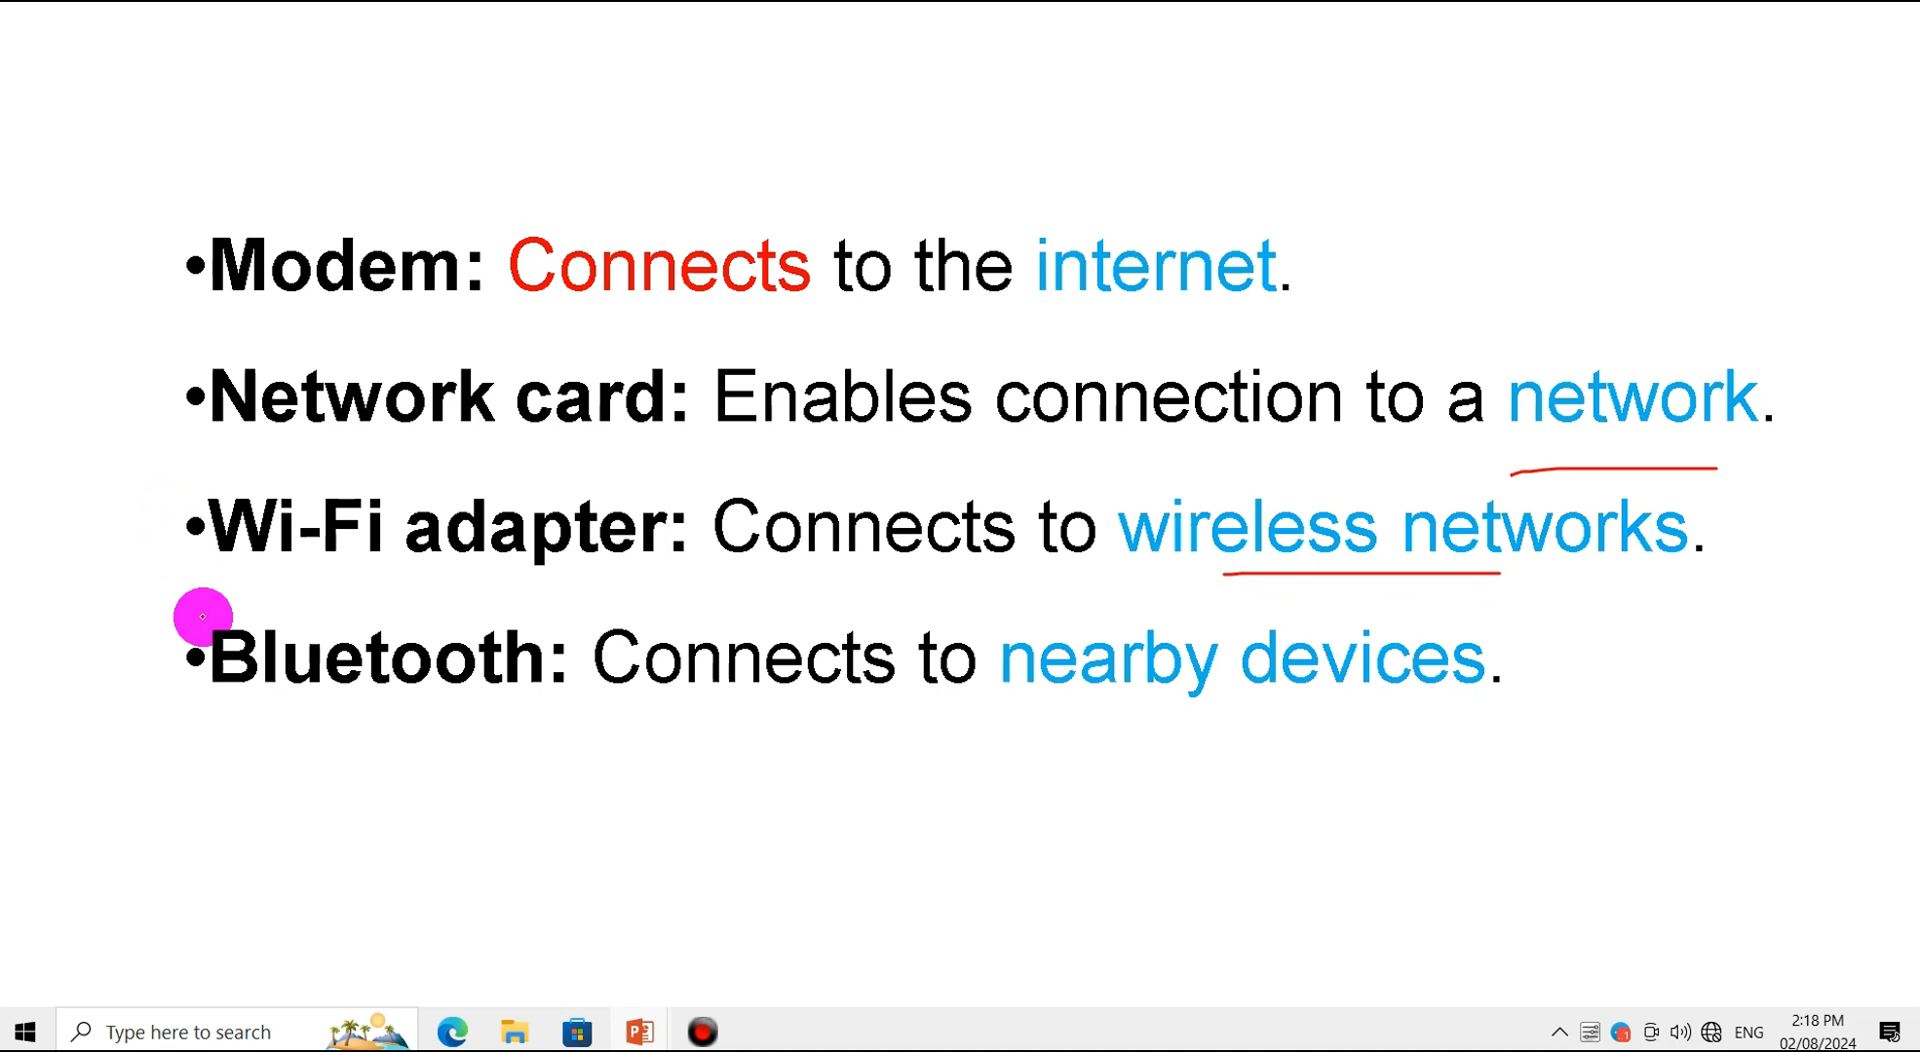 •Modem: Connects to the internet.
•Network card: Enables connection to a network.
•Wi-Fi adapter: Connects to wireless networks.
•Bluetooth: Connects to nearby devices.
Type here to search
ENG
2:18 PM
02/08/2024